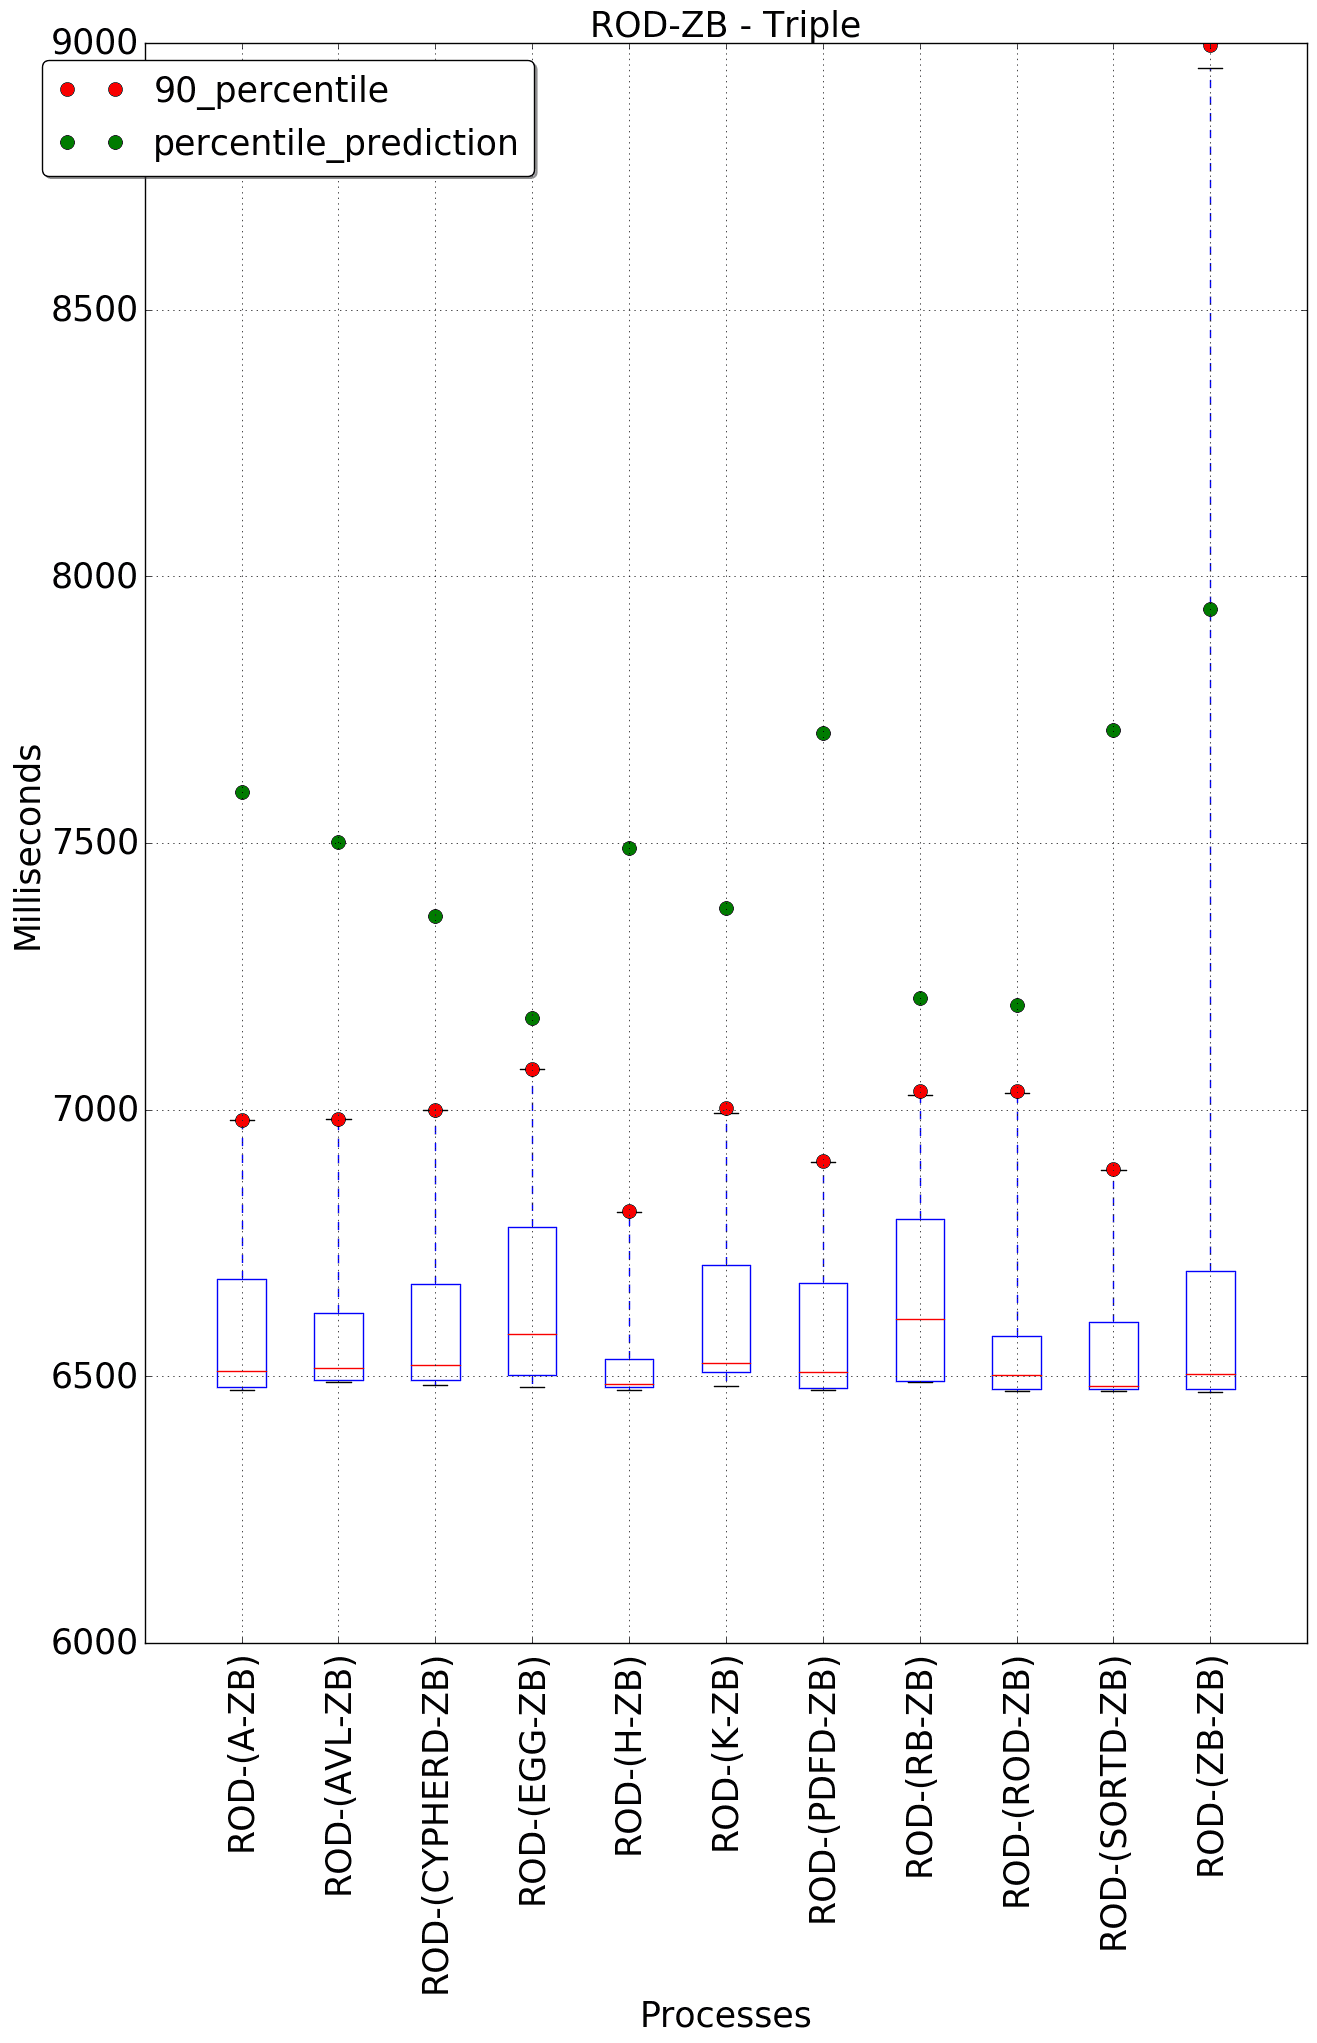 ROD-ZB - Triple
9000
90_percentile
percentile_prediction
8500
8000
7500
7000
6500
6000
Milliseconds
ROD-(A-ZB)
ROD-(AVL-ZB)
ROD-(CYPHERD-ZB)
ROD-(EGG-ZB)
ROD-(H-ZB)
ROD-(K-ZB)
ROD-(PDFD-ZB)
ROD-(RB-ZB)
ROD-(ROD-ZB)
ROD-(SORTD-ZB)
ROD-(ZB-ZB)
Processes